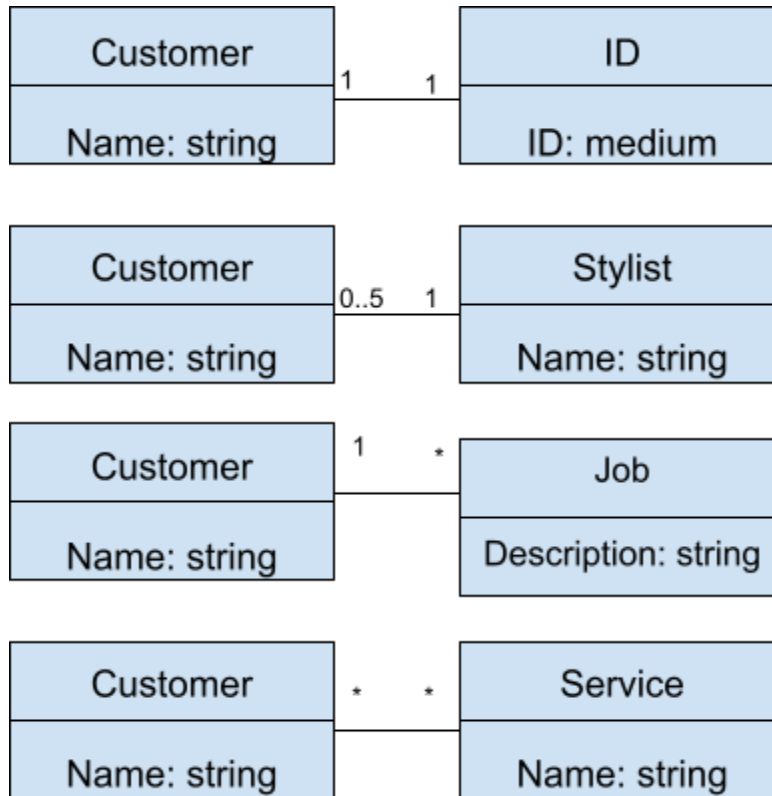 Customer
ID
1
1
Name: string
ID: medium
Customer
Stylist
0..5
1
Name: string
Name: string
Customer
1
*
Job
Name: string
Description: string
Customer
*
*
Service
Name: string
Name: string